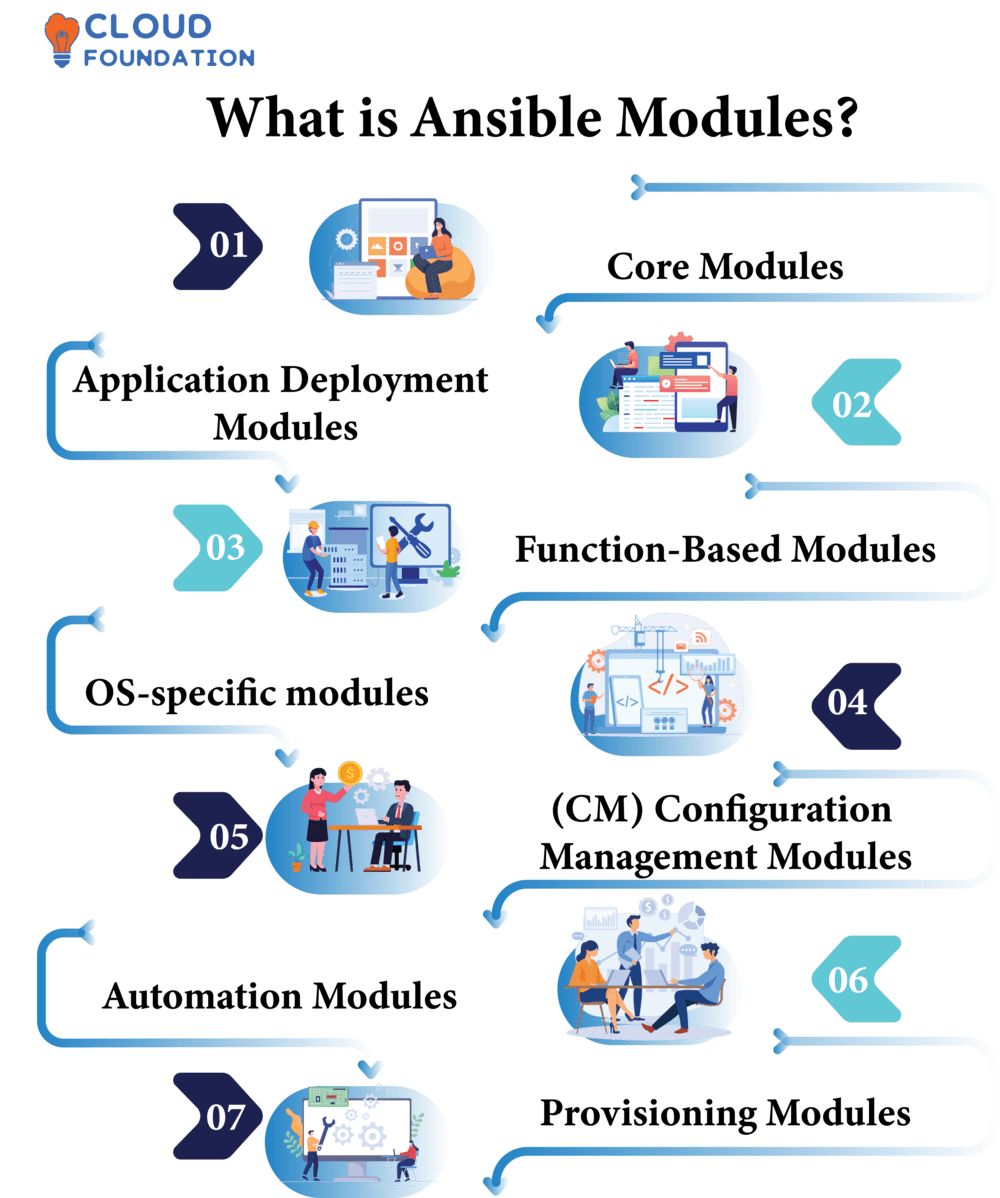 CLOUD
FOUNDATION
What is Ansible Modules?
01
Core Modules
Application Deployment
Modules
02
03
Function-Based Modules
OS-specific modules
04
05
(CM) Configuration
Management Modules
Automation Modules
06
07
Provisioning Modules